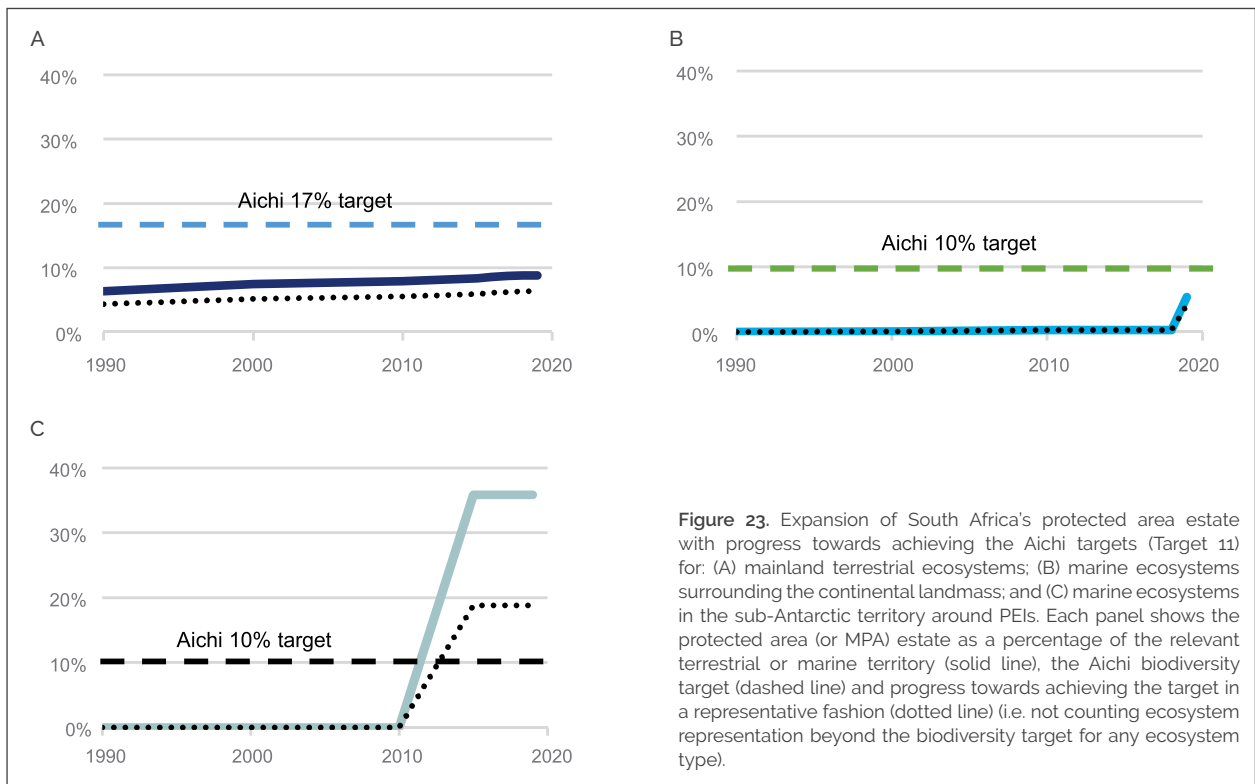 A
40%
30%
Aichi 17% target
20%
10%
0%
1990 2000 2010 2020
B
40%
30%
20%
Aichi 10% target
10%
0%
1990 2000 2010 2020
C
40%
30%
20%
Aichi 10% target
10%
0%
1990 2000 2010 2020
Figure 23. Expansion of South Africa's protected area estate
with progress towards achieving the Aichi targets (Target 11)
for: (A) mainland terrestrial ecosystems; (B) marine ecosystems
surrounding the continental landmass; and (C) marine ecosystems
in the sub-Antarctic territory around PEIs. Each panel shows the
protected area (or MPA) estate as a percentage of the relevant
terrestrial or marine territory (solid line), the Aichi biodiversity
target (dashed line) and progress towards achieving the target in
a representative fashion (dotted line) (i.e. not counting ecosystem
representation beyond the biodiversity target for any ecosystem
type).